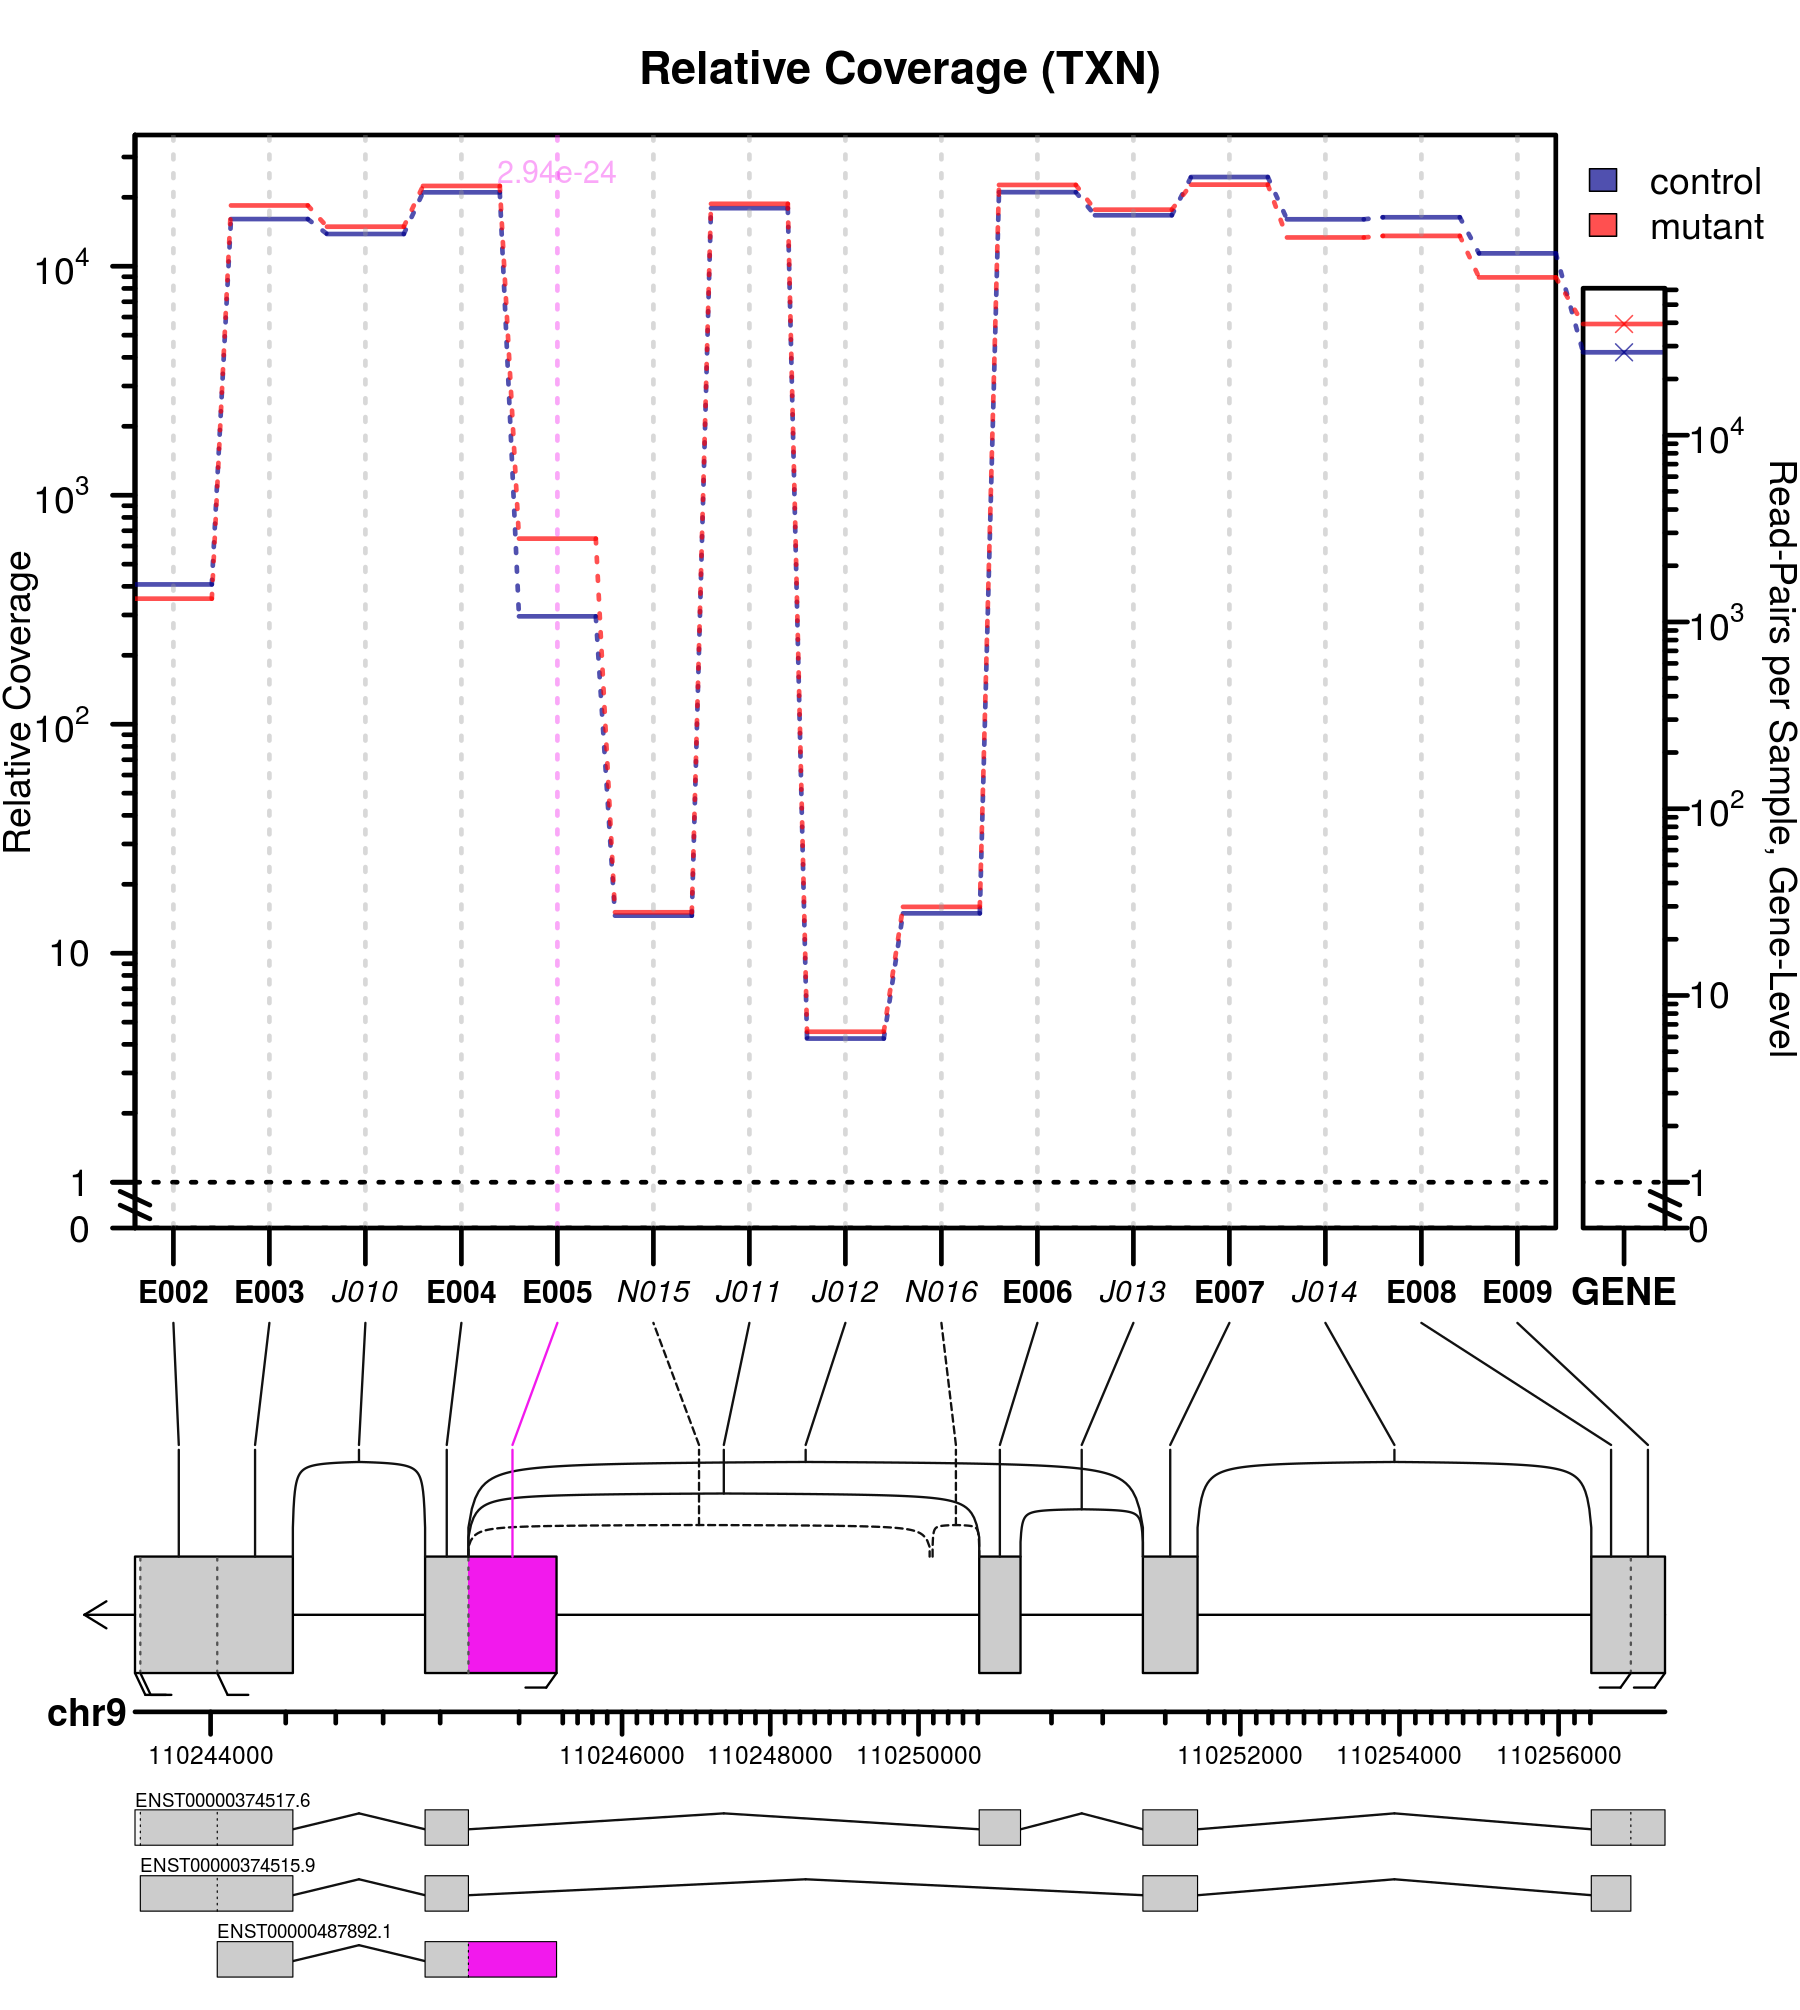 Relative Coverage (TXN)
2.94e-24
control
mutant
Relative Coverage
10^4
10^3
10^2
10
1
0
10^4
10^3
10^2
10
1
0
Read-Pairs per Sample, Gene-Level
E002 E003 J010 E004 E005 N015 J011 J012 N016 E006 J013 E007 J014 E008 E009 GENE
chr9
110244000 110246000 110248000 110250000 110252000 110254000 110256000
ENST00000374517.6
ENST00000374515.9
ENST00000487892.1